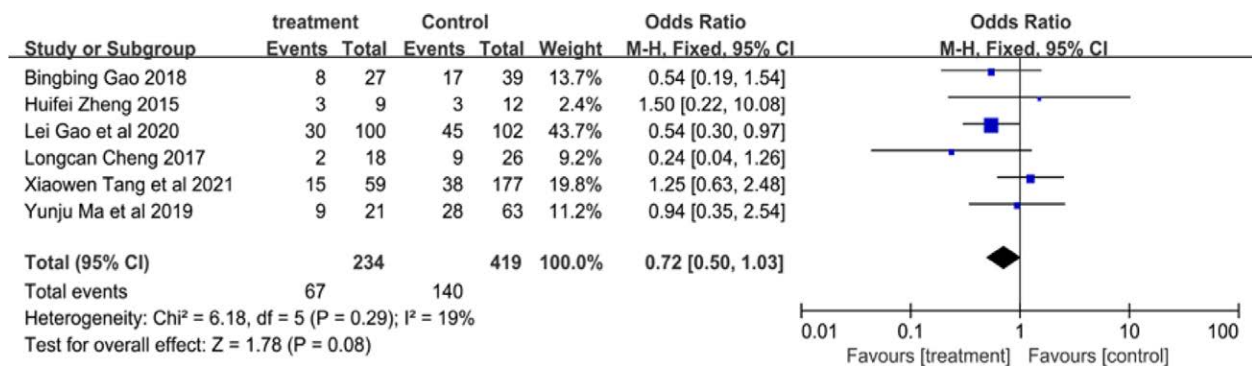 treatment Control Odds Ratio Odds Ratio
Study or Subgroup Events Total Events Total Weight M-H, Fixed, 95% CI M-H, Fixed, 95% CI
Bingbing Gao 2018 8 27 17 39 13.7% 0.54 [0.19, 1.54]
Huifei Zheng 2015 3 9 3 12 2.4% 1.50 [0.22, 10.08]
Lei Gao et al 2020 30 100 45 102 43.7% 0.54 [0.30, 0.97]
Longcan Cheng 2017 2 18 9 26 9.2% 0.24 [0.04, 1.26]
Xiaowen Tang et al 2021 15 59 38 177 19.8% 1.25 [0.63, 2.48]
Yunju Ma et al 2019 9 21 28 63 11.2% 0.94 [0.35, 2.54]
Total (95% CI) 234 419 100.0% 0.72 [0.50, 1.03]
Total events 67 140
Heterogeneity: Chi² = 6.18, df = 5 (P = 0.29); I² = 19%
Test for overall effect: Z = 1.78 (P = 0.08)
0.01 0.1 1 10 100
Favours [treatment] Favours [control]